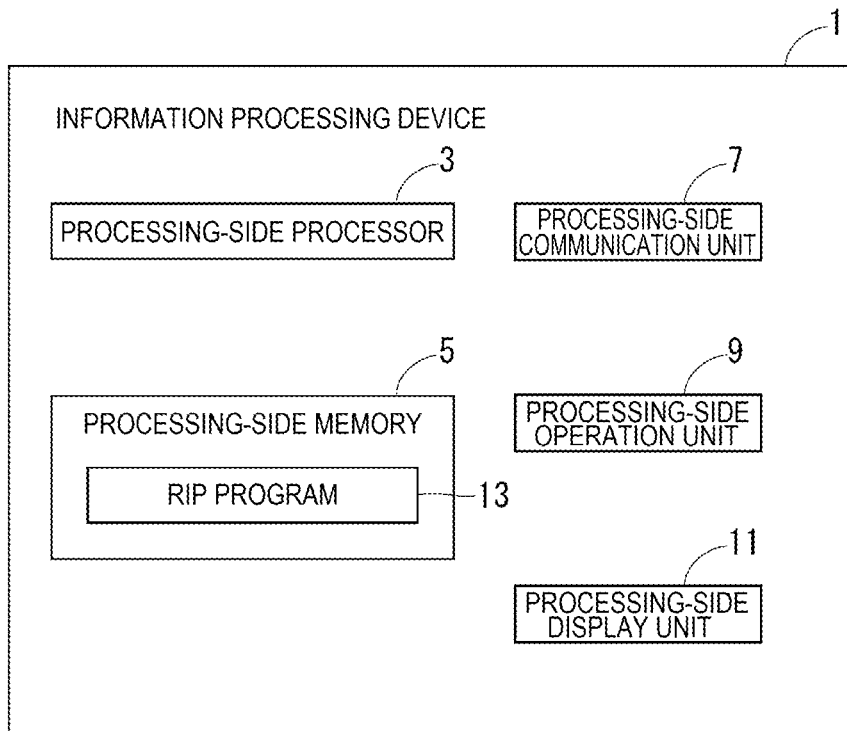 1
INFORMATION PROCESSING DEVICE
3
PROCESSING-SIDE PROCESSOR
7
PROCESSING-SIDE
COMMUNICATION UNIT
5
PROCESSING-SIDE MEMORY
RIP PROGRAM
13
9
PROCESSING-SIDE
OPERATION UNIT
11
PROCESSING-SIDE
DISPLAY UNIT